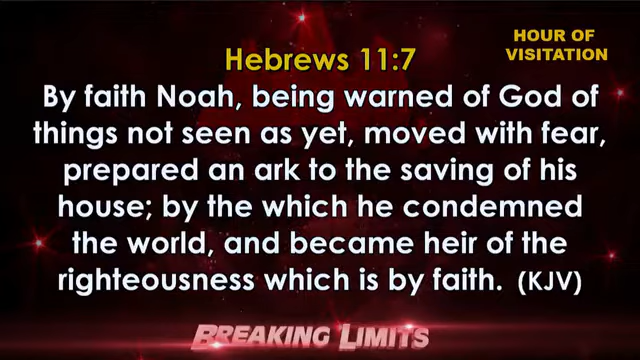 HOUR OF
VISITATION
Hebrews 11:7
By faith Noah, being warned of God of
things not seen as yet, moved with fear,
prepared an ark to the saving of his
house; by the which he condemned
the world, and became heir of the
righteousness which is by faith. (KJV)
BREAKING LIMITS